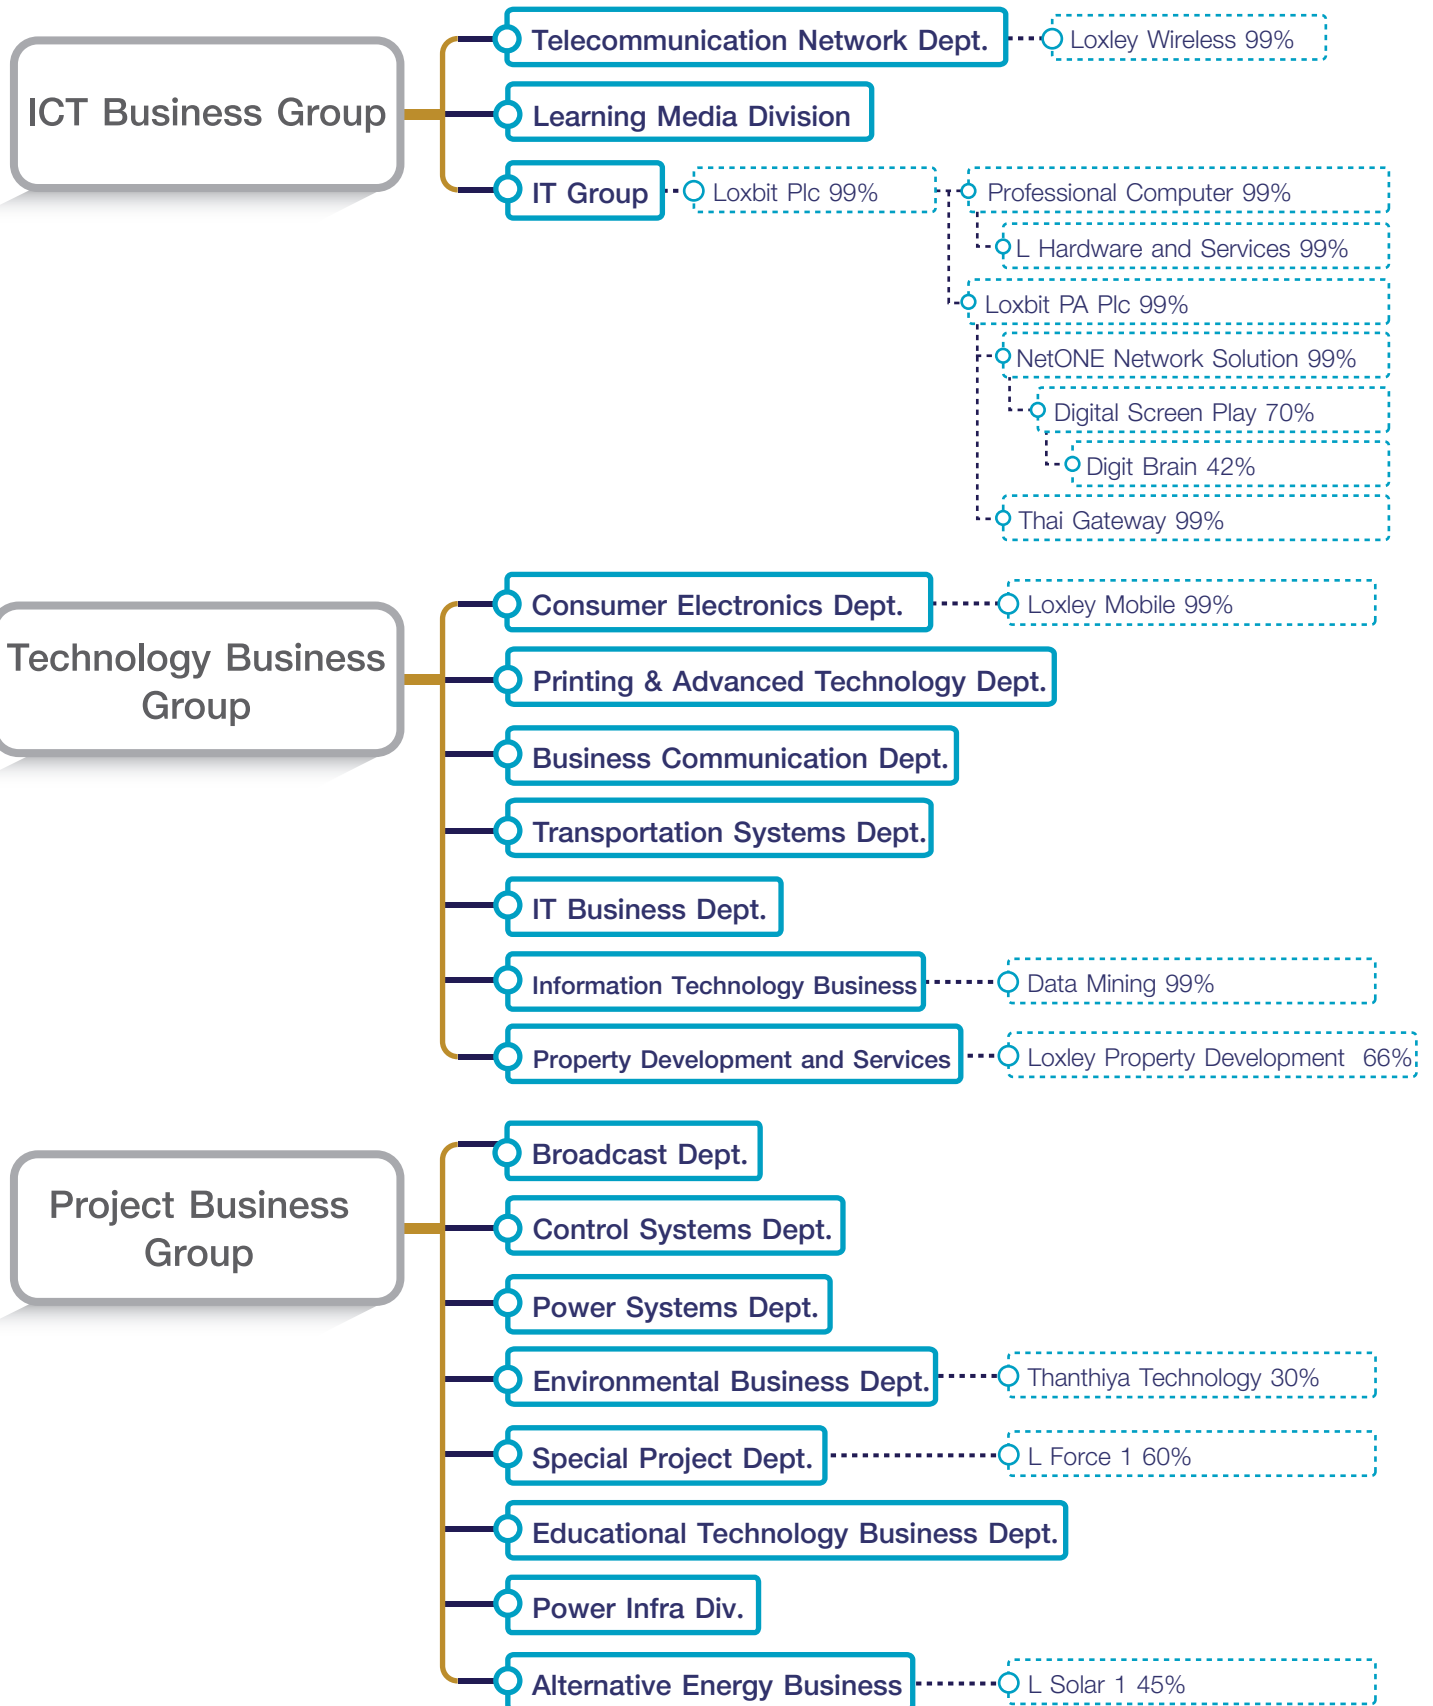 ICT Business Group
Telecommunication Network Dept.
Loxley Wireless 99%
Learning Media Division
IT Group
Loxbit Plc 99%
Professional Computer 99%
L Hardware and Services 99%
Loxbit PA Plc 99%
NetONE Network Solution 99%
Digital Screen Play 70%
Digit Brain 42%
Thai Gateway 99%
Technology Business
Group
Consumer Electronics Dept.
Loxley Mobile 99%
Printing & Advanced Technology Dept.
Business Communication Dept.
Transportation Systems Dept.
IT Business Dept.
Information Technology Business
Data Mining 99%
Property Development and Services
Loxley Property Development 66%
Project Business
Group
Broadcast Dept.
Control Systems Dept.
Power Systems Dept.
Environmental Business Dept.
Thanthiya Technology 30%
Special Project Dept.
L Force 1 60%
Educational Technology Business Dept.
Power Infra Div.
Alternative Energy Business
L Solar 1 45%